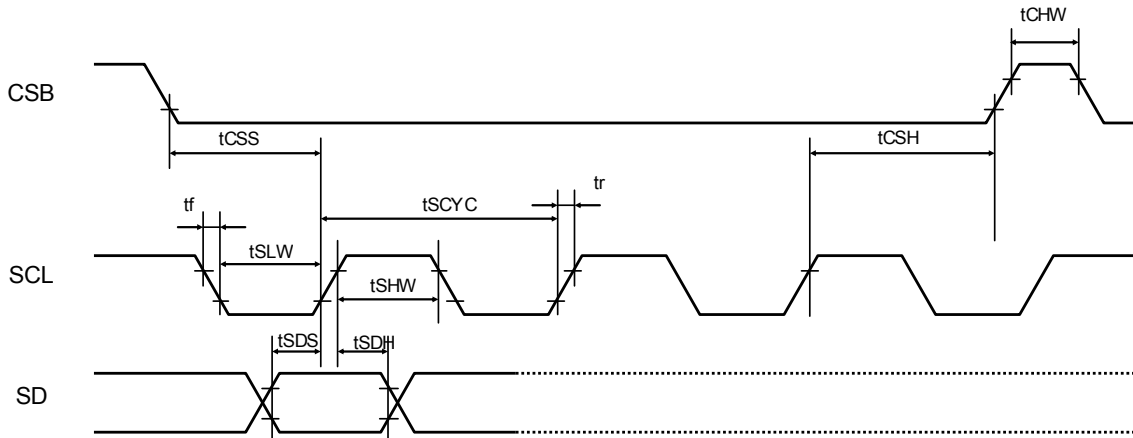 tCHW
CSB
tCSS
tCSH
tr
tf
tSCYC
tSLW
SCL
tSHW
tSDS
tSDH
SD